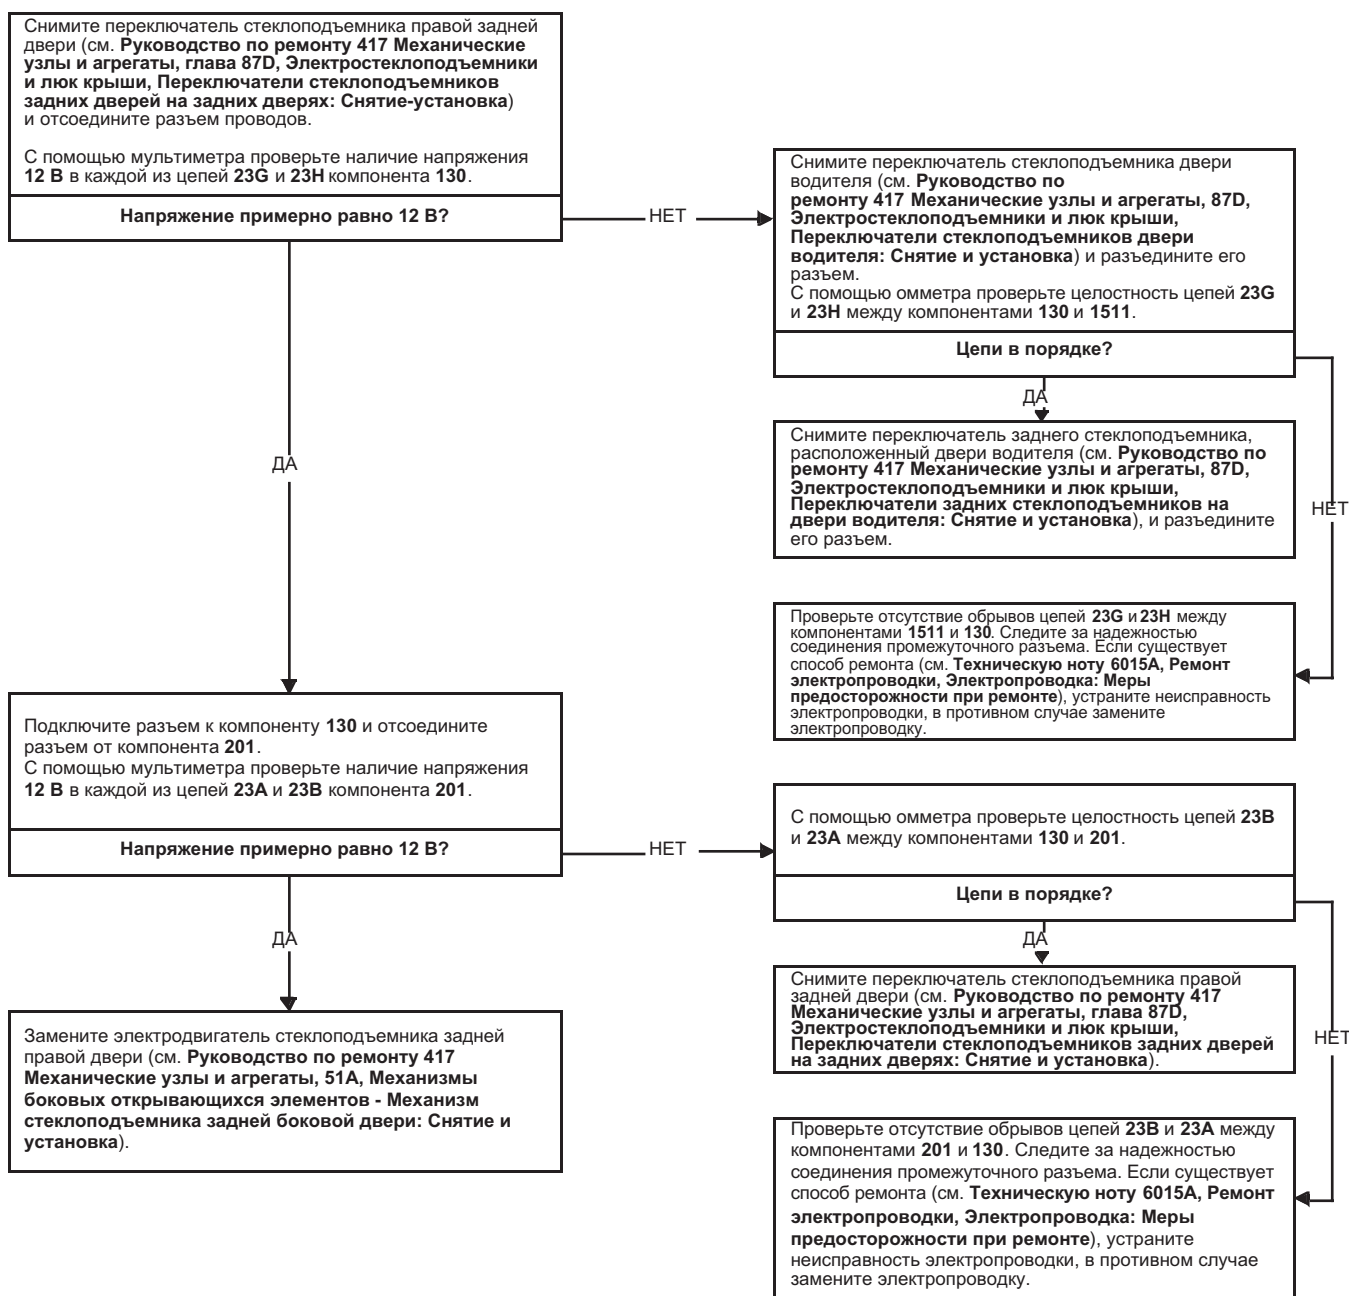 Снимите переключатель стеклоподъемника правой задней
двери (см. Руководство по ремонту 417 Механические
узлы и агрегаты, глава 87D, Электростеклоподъемники
и люк крыши, Переключатели стеклоподъемников
задних дверей на задних дверях: Снятие-установка)
и отсоедините разъем проводов.
С помощью мультиметра проверьте наличие напряжения
12 В в каждой из цепей 23G и 23H компонента 130.
Напряжение примерно равно 12 В?
НЕТ
Снимите переключатель стеклоподъемника двери
водителя (см. Руководство по
ремонту 417 Механические узлы и агрегаты, 87D,
Электростеклоподъемники и люк крыши,
Переключатели стеклоподъемников двери
водителя: Снятие и установка) и разъедините его
разъем.
С помощью омметра проверьте целостность цепей 23G
и 23H между компонентами 130 и 1511.
Цепи в порядке?
ДА
Снимите переключатель заднего стеклоподъемника,
расположенный двери водителя (см. Руководство по
ремонту 417 Механические узлы и агрегаты, 87D,
Электростеклоподъемники и люк крыши,
Переключатели задних стеклоподъемников на
двери водителя: Снятие и установка), и разъедините
его разъем.
НЕТ
ДА
Проверьте отсутствие обрывов цепей 23G и 23H между
компонентами 1511 и 130. Следите за надежностью
соединения промежуточного разъема. Если существует
способ ремонта (см. Техническую ноту 6015A, Ремонт
электропроводки, Электропроводка: Меры
предосторожности при ремонте), устраните неисправность
электропроводки, в противном случае замените
электропроводку.
Подключите разъем к компоненту 130 и отсоедините
разъем от компонента 201.
С помощью мультиметра проверьте наличие напряжения
12 В в каждой из цепей 23A и 23B компонента 201.
Напряжение примерно равно 12 В?
НЕТ
С помощью омметра проверьте целостность цепей 23B
и 23A между компонентами 130 и 201.
Цепи в порядке?
ДА
ДА
Снимите переключатель стеклоподъемника правой
задней двери (см. Руководство по ремонту 417
Механические узлы и агрегаты, глава 87D,
Электростеклоподъемники и люк крыши,
Переключатели стеклоподъемников задних дверей
на задних дверях: Снятие и установка).
НЕТ
Замените электродвигатель стеклоподъемника задней
правой двери (см. Руководство по ремонту 417
Механические узлы и агрегаты, 51A, Механизмы
боковых открывающихся элементов - Механизм
стеклоподъемника задней боковой двери: Снятие и
установка).
Проверьте отсутствие обрывов цепей 23B и 23A между
компонентами 201 и 130. Следите за надежностью
соединения промежуточного разъема. Если существует
способ ремонта (см. Техническую ноту 6015A, Ремонт
электропроводки, Электропроводка: Меры
предосторожности при ремонте), устраните
неисправность электропроводки, в противном случае
замените электропроводку.